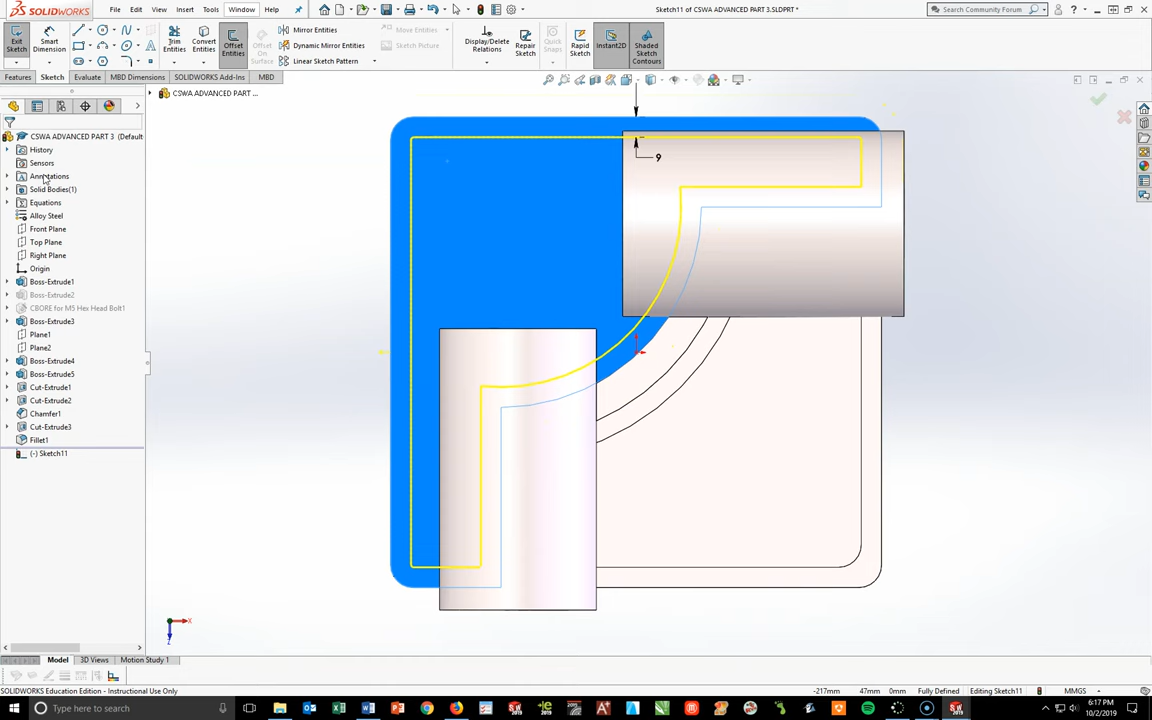 SOLIDWORKS File Edit View Insert Tools Window Help Sketch11 of CSWA ADVANCED PART 3.SLDPRT * Search Community Forum
Exit Sketch Smart Dimension Trim Entities Convert Entities Offset Entities Offset On Surface Mirror Entities Dynamic Mirror Entities Linear Sketch Pattern Move Entities Sketch Picture Display/Delete Relations Repair Sketch Quick Snaps Rapid Sketch Instant2D Shaded Sketch Contours
Features Sketch Evaluate MBD Dimensions SOLIDWORKS Add-Ins MBD
CSWA ADVANCED PART ...
CSWA ADVANCED PART 3 (Default
History
Sensors
Annotations
Solid Bodies(1)
Equations
Alloy Steel
Front Plane
Top Plane
Right Plane
Origin
Boss-Extrude1
Boss-Extrude2
CBORE for M5 Hex Head Bolt1
Boss-Extrude3
Plane1
Plane2
Boss-Extrude4
Boss-Extrude5
Cut-Extrude1
Cut-Extrude2
Chamfer1
Cut-Extrude3
Fillet1
(-) Sketch11
9
X
Z
Model 3D Views Motion Study 1
SOLIDWORKS Education Edition - Instructional Use Only -217mm 47mm 0mm Fully Defined Editing Sketch11 MMGS
Type here to search 6:17 PM
10/2/2019